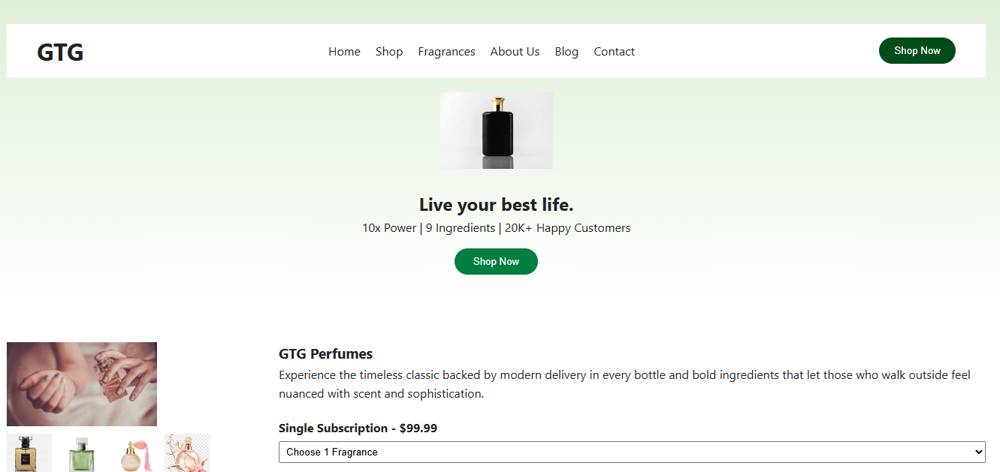 GTG
Home Shop Fragrances About Us Blog Contact
Shop Now
Live your best life.
10x Power | 9 Ingredients | 20K+ Happy Customers
Shop Now
GTG Perfumes
Experience the timeless classic backed by modern delivery in every bottle and bold ingredients that let those who walk outside feel
nuanced with scent and sophistication.
Single Subscription - $99.99
Choose 1 Fragrance